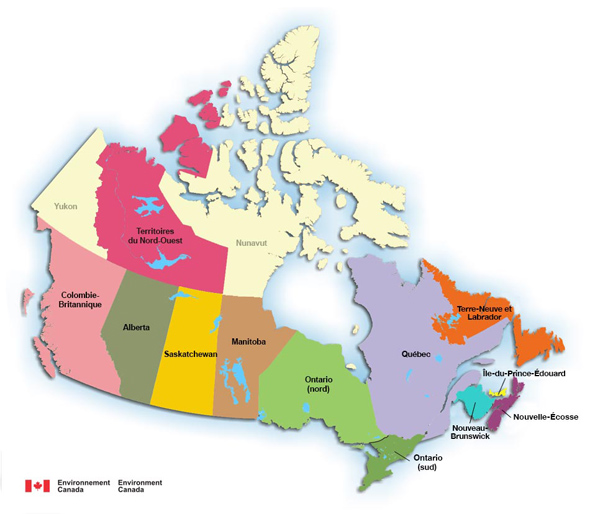 Yukon
Territoires
du Nord-Ouest
Nunavut
Colombie-
Britannique
Alberta
Saskatchewan
Manitoba
Ontario
(nord)
Québec
Terre-Neuve et
Labrador
Île-du-Prince-Édouard
Nouvelle-Écosse
Nouveau-
Brunswick
Ontario
(sud)
Environnement
Canada
Environment
Canada